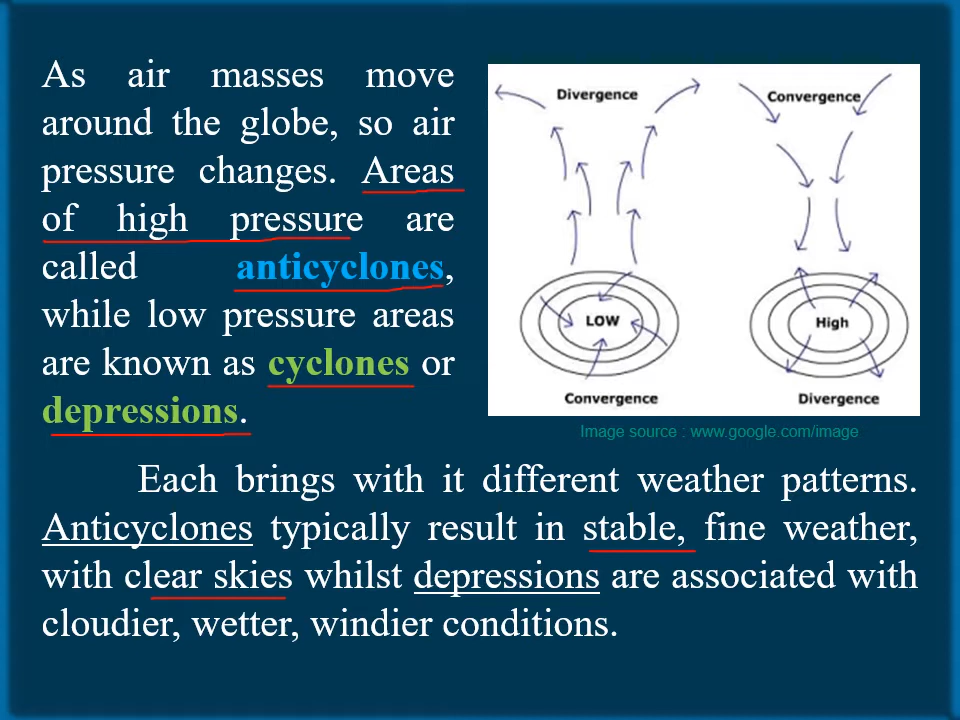 As air masses move
around the globe, so air
pressure changes. Areas
of high pressure are
called anticyclones,
while low pressure areas
are known as cyclones or
depressions.
Divergence
Convergence
LOW
High
Convergence
Divergence
Image source : www.google.com/image
Each brings with it different weather patterns.
Anticyclones typically result in stable, fine weather,
with clear skies whilst depressions are associated with
cloudier, wetter, windier conditions.